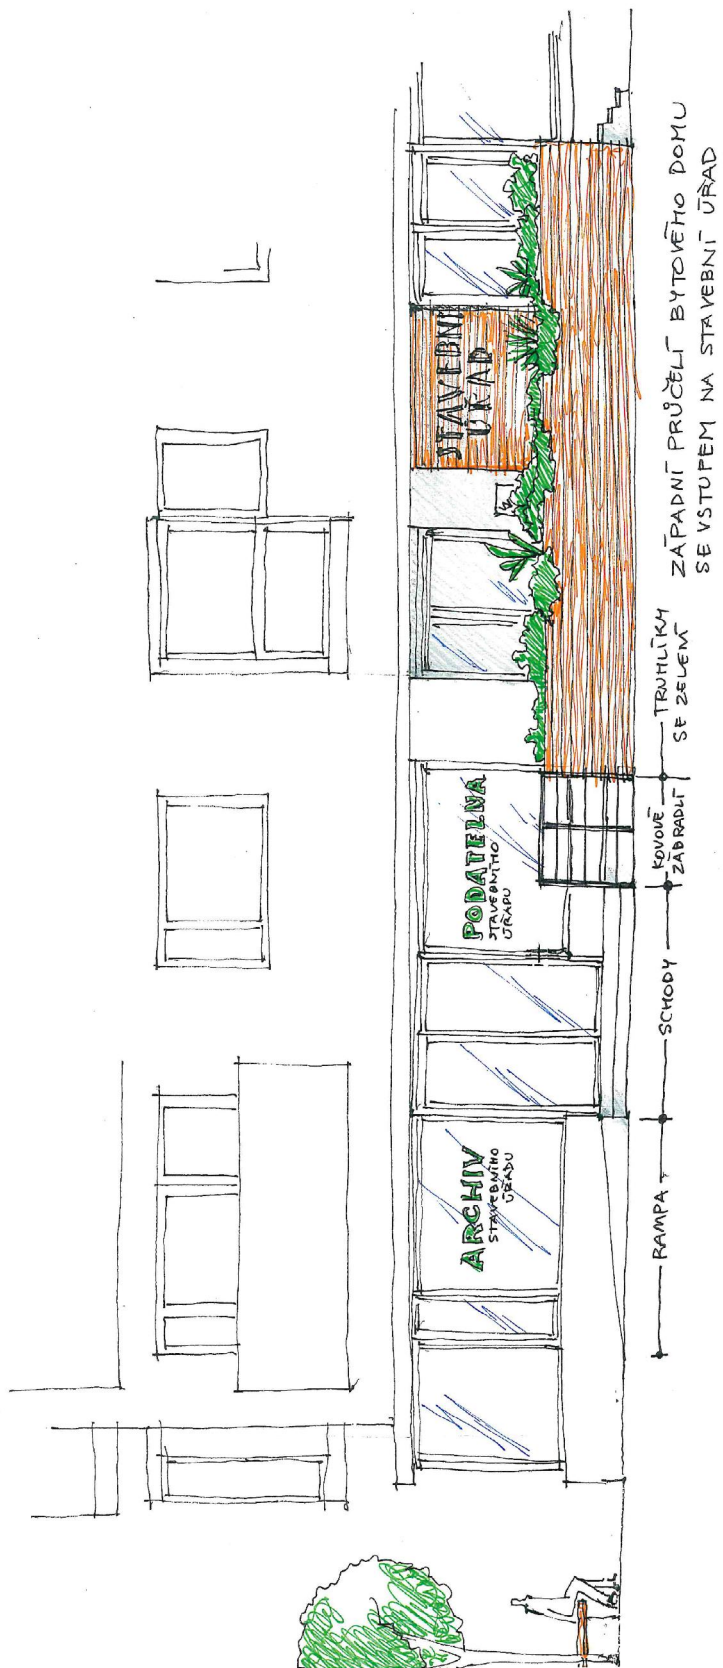 STAVEBNÍ
ÚŘAD
PODATELNA
STAVEBNÍHO
ÚŘADU
ARCHIV
STAVEBNÍHO
ÚŘADU
RAMPA
SCHODY
KOVOVÉ
ZÁBRADLÍ
TRUHLÍKY
SE ZELENÍ
ZÁPADNÍ PRŮČELÍ BYTOVÉHO DOMU
SE VSTUPEM NA STAVEBNÍ ÚŘAD